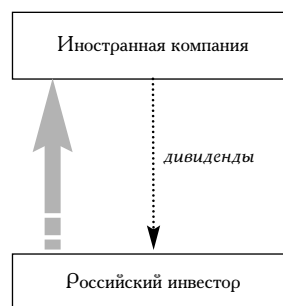 Иностранная компания
дивиденды
Российский инвестор